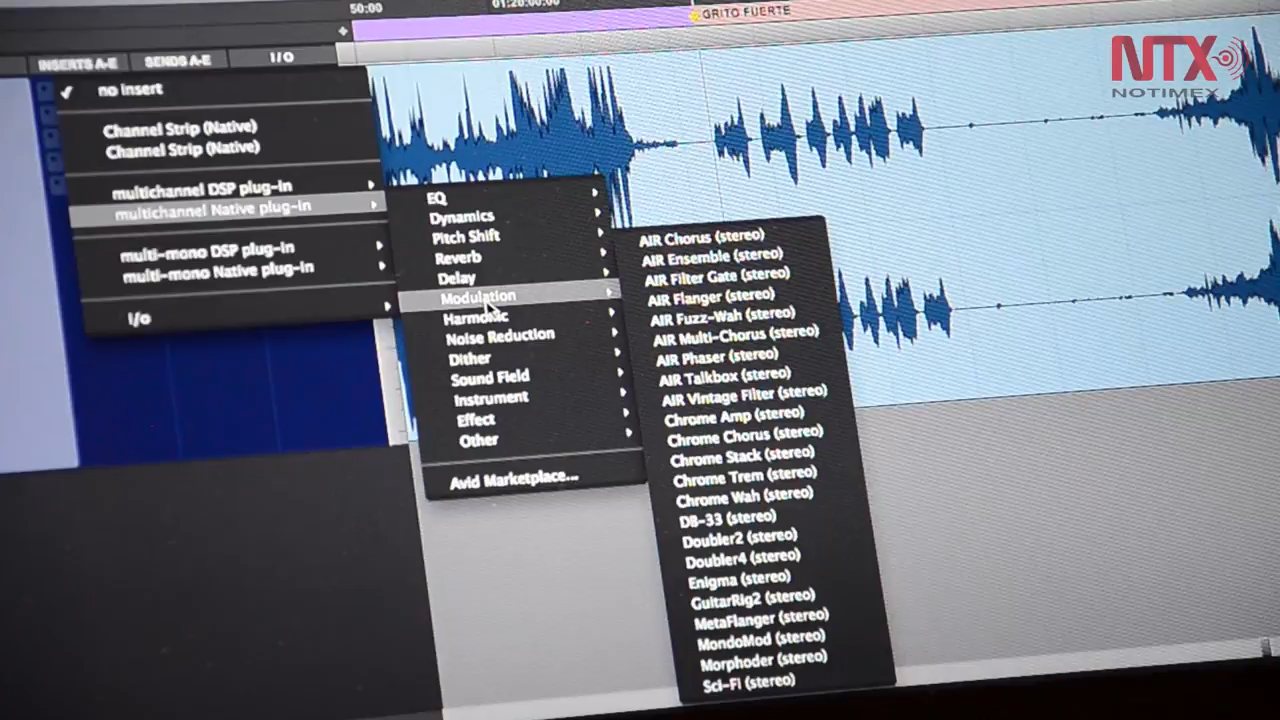 50:00
01:20:00:00
GRITO FUERTE
NTX
NOTIMEX
INSERTS A-E
SENDS A-E
I/O
no insert
Channel Strip (Native)
Channel Strip (Native)
multichannel DSP plug-in
multichannel Native plug-in
multi-mono DSP plug-in
multi-mono Native plug-in
i/o
EQ
Dynamics
Pitch Shift
Reverb
Delay
Modulation
Harmonic
Noise Reduction
Dither
Sound Field
Instrument
Effect
Other
Avid Marketplace...
AIR Chorus (stereo)
AIR Ensemble (stereo)
AIR Filter Gate (stereo)
AIR Flanger (stereo)
AIR Fuzz-Wah (stereo)
AIR Multi-Chorus (stereo)
AIR Phaser (stereo)
AIR Talkbox (stereo)
AIR Vintage Filter (stereo)
Chrome Amp (stereo)
Chrome Chorus (stereo)
Chrome Stack (stereo)
Chrome Trem (stereo)
Chrome Wah (stereo)
DB-33 (stereo)
Doubler2 (stereo)
Doubler4 (stereo)
Enigma (stereo)
GuitarRig2 (stereo)
MetaFlanger (stereo)
MondoMod (stereo)
Morphoder (stereo)
Sci-Fi (stereo)